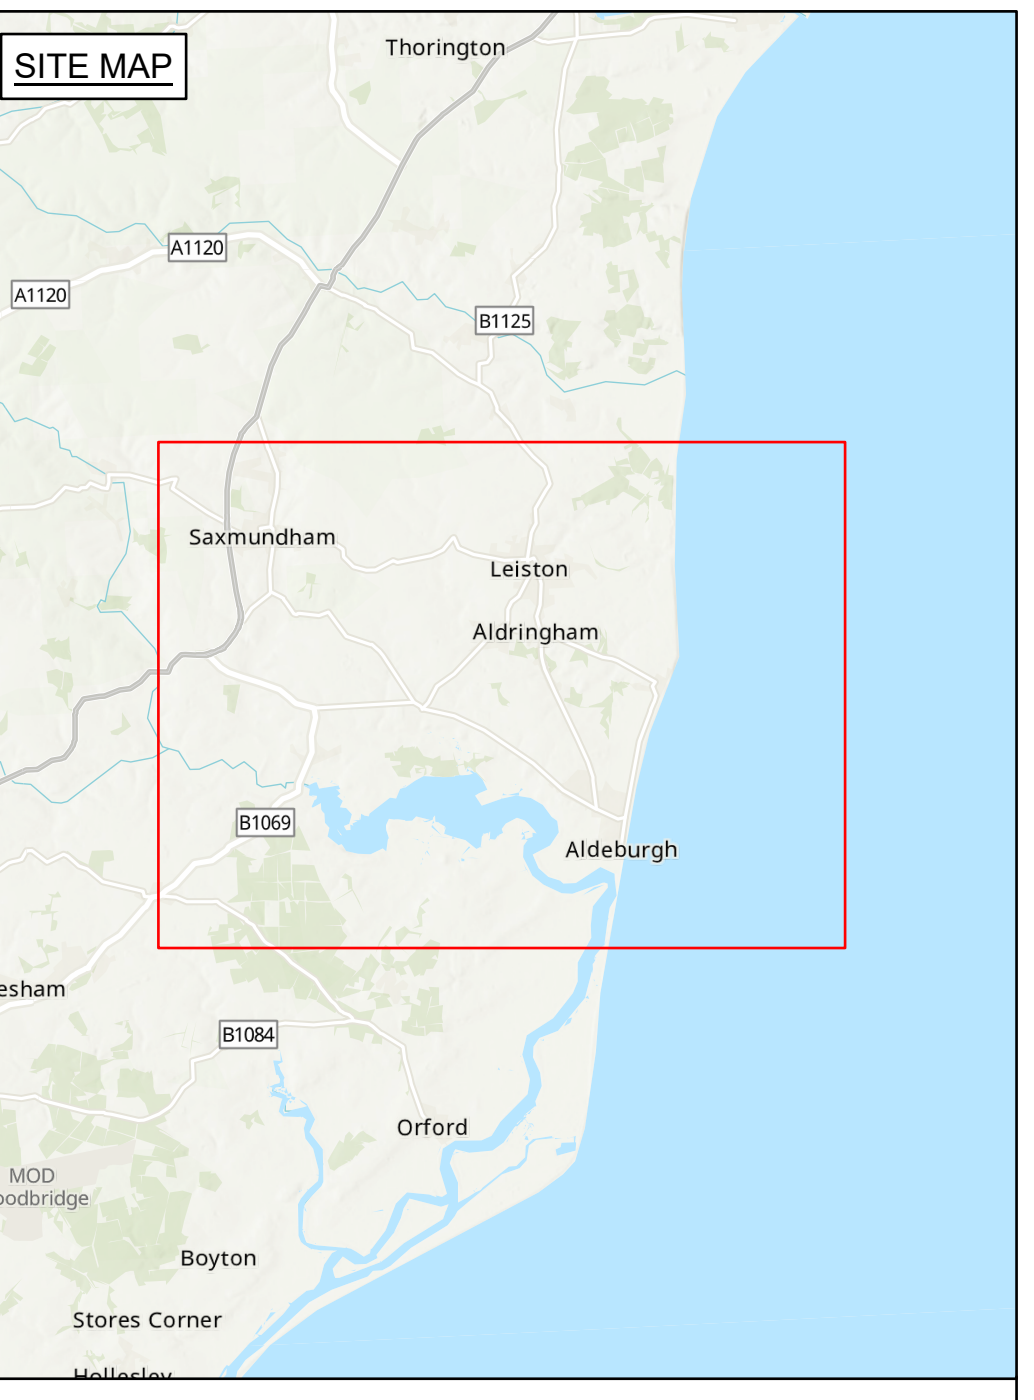 Thorington
SITE MAP
A1120
A1120
B1125
Saxmundham
Leiston
Aldringham
B1069
Aldeburgh
esham
B1084
Orford
MOD
oodbridge
Boyton
Stores Corner
Hollesley